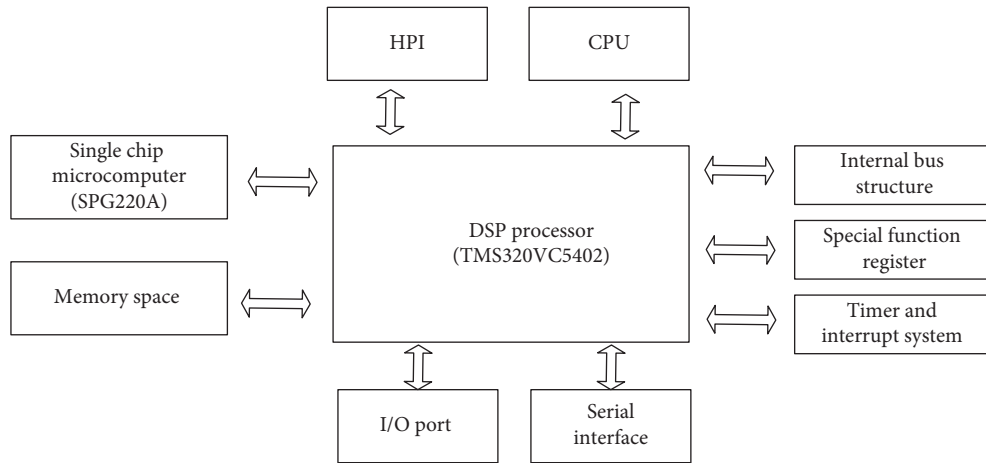 HPI
CPU
Single chip
microcomputer
(SPG220A)
Internal bus
structure
DSP processor
(TMS320VC5402)
Special function
register
Memory space
Timer and
interrupt system
I/O port
Serial
interface